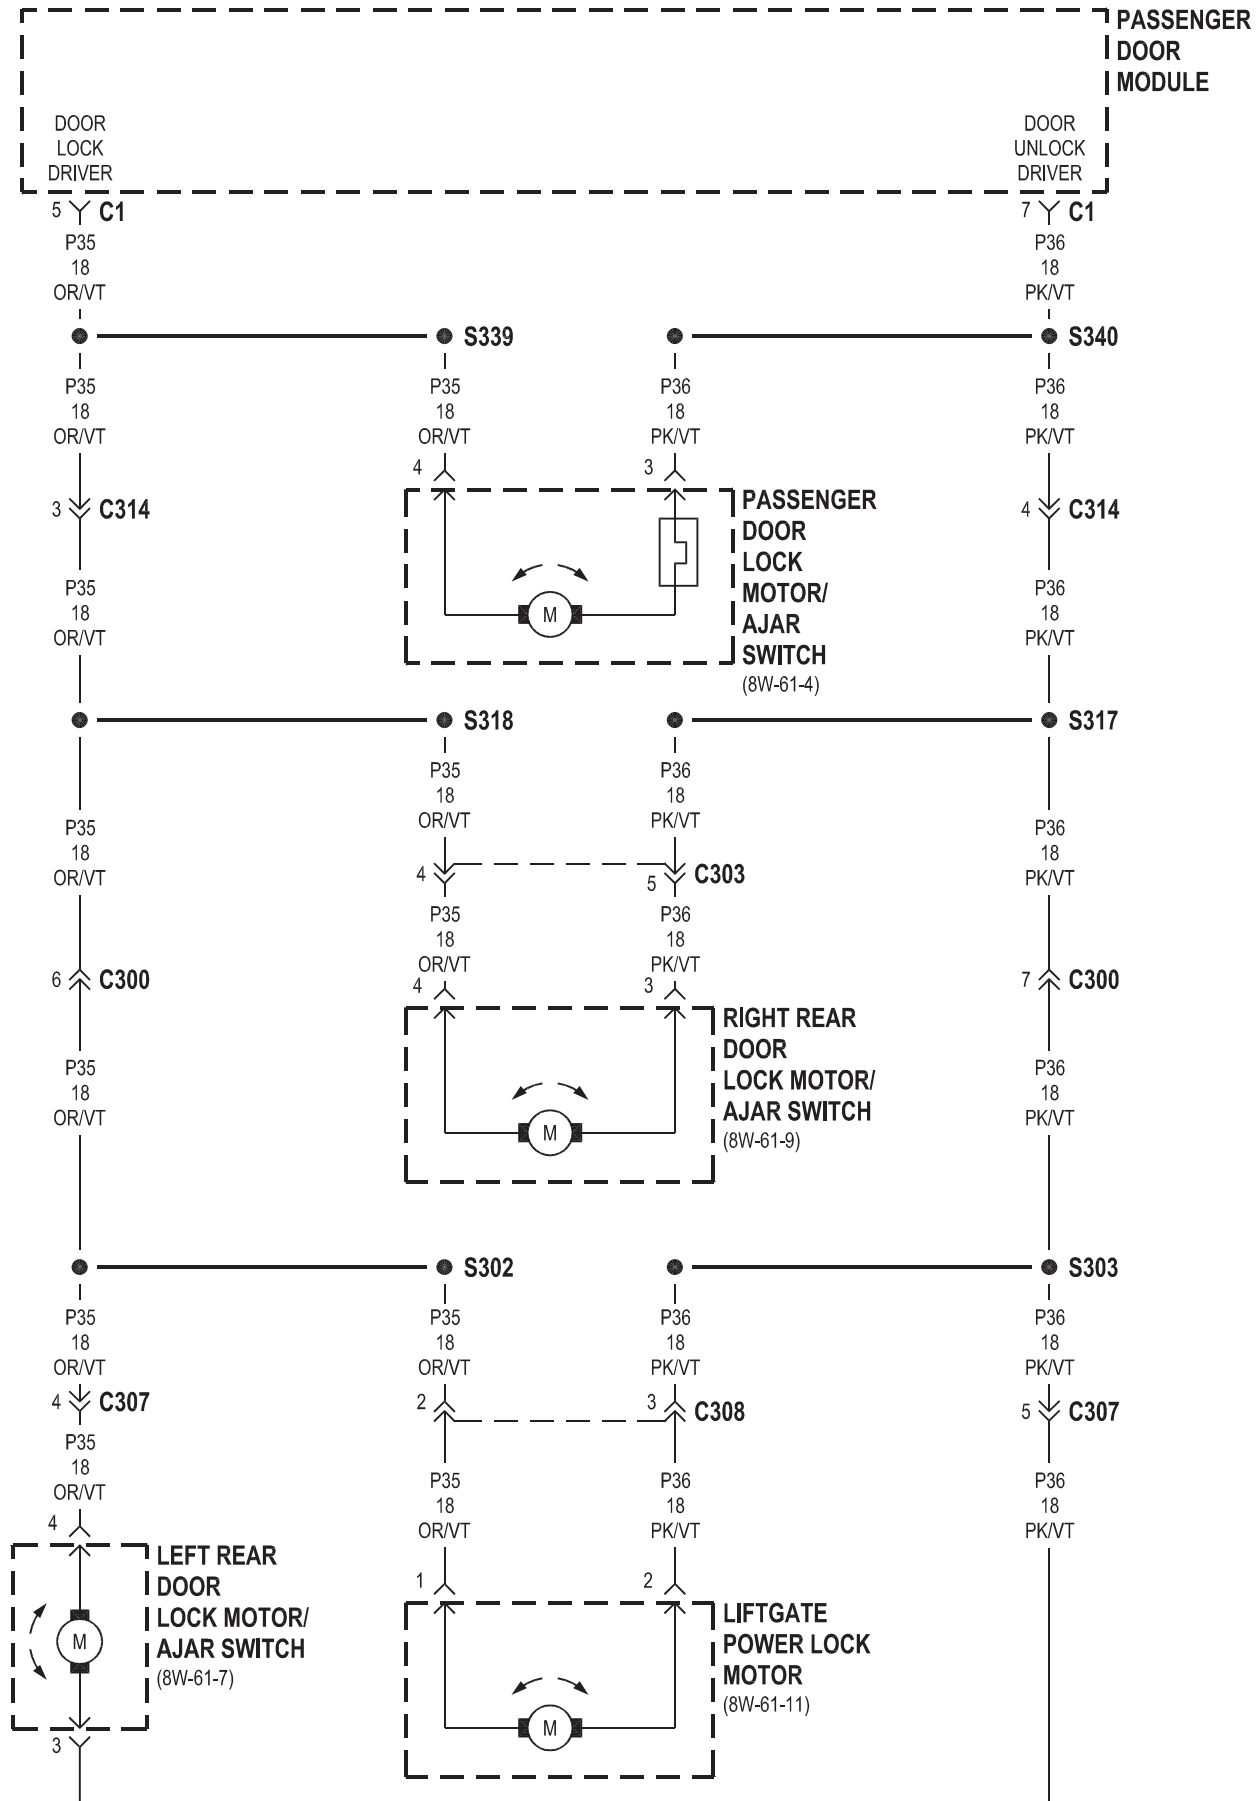 PASSENGER
DOOR
MODULE
DOOR
LOCK
DRIVER
DOOR
UNLOCK
DRIVER
5 C1
7 C1
P35
18
OR/VT
P36
18
PK/VT
S339
S340
P35
18
OR/VT
P35
18
OR/VT
P36
18
PK/VT
P36
18
PK/VT
4
3
3 C314
4 C314
PASSENGER
DOOR
LOCK
MOTOR/
AJAR
SWITCH
(8W-61-4)
M
P35
18
OR/VT
P36
18
PK/VT
S318
S317
P35
18
OR/VT
P36
18
PK/VT
P35
18
OR/VT
P36
18
PK/VT
4
5 C303
P35
18
OR/VT
P36
18
PK/VT
6 C300
7 C300
4
3
RIGHT REAR
DOOR
LOCK MOTOR/
AJAR SWITCH
(8W-61-9)
M
P35
18
OR/VT
P36
18
PK/VT
S302
S303
P35
18
OR/VT
P35
18
OR/VT
P36
18
PK/VT
P36
18
PK/VT
4 C307
2
3 C308
5 C307
P35
18
OR/VT
P35
18
OR/VT
P36
18
PK/VT
P36
18
PK/VT
4
LEFT REAR
DOOR
LOCK MOTOR/
AJAR SWITCH
(8W-61-7)
M
3
1
2
LIFTGATE
POWER LOCK
MOTOR
(8W-61-11)
M